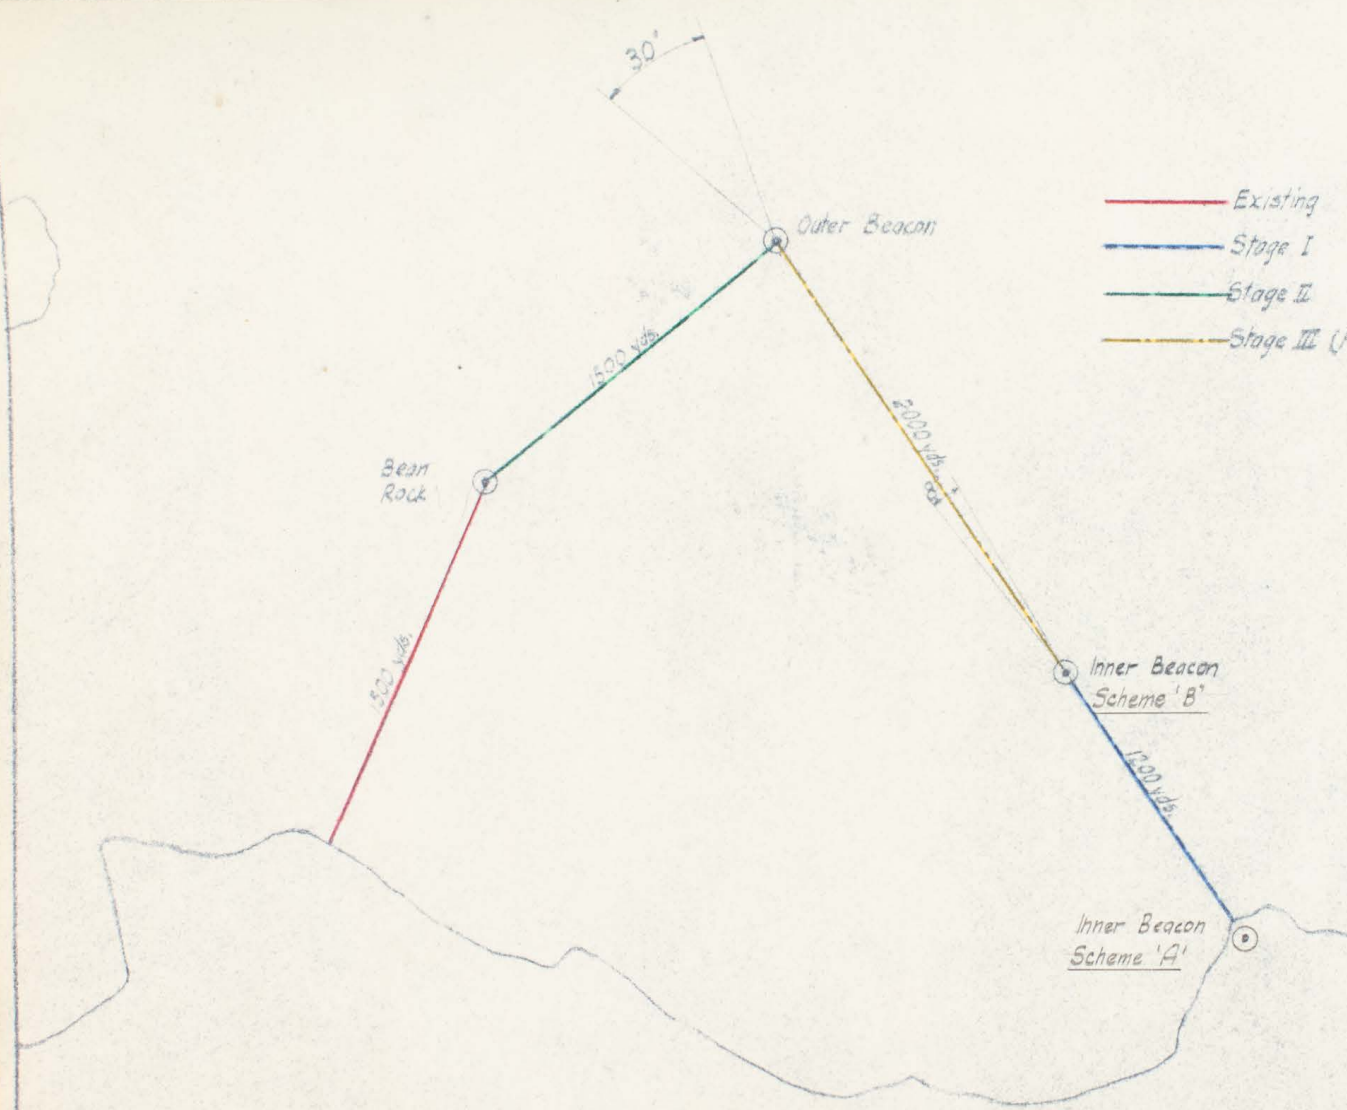 30'
Outer Beacon
Existing
Stage I
Stage II
Stage III
1500 yds.
2000 yds.
Bean
Rock
Inner Beacon
Scheme 'B'
1300 yds.
1200 yds.
Inner Beacon
Scheme 'A'